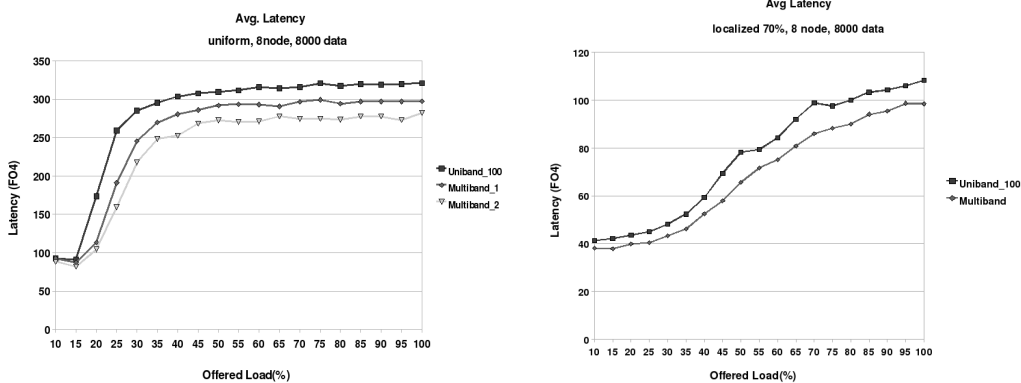 Avg. Latency
uniform, 8node, 8000 data
350
300
250
200
150
100
50
0
10 15 20 25 30 35 40 45 50 55 60 65 70 75 80 85 90 95 100
Latency (FO4)
Offered Load(%)
Uniband_100
Multiband_1
Multiband_2
Avg Latency
localized 70%, 8 node, 8000 data
120
100
80
60
40
20
0
10 15 20 25 30 35 40 45 50 55 60 65 70 75 80 85 90 95 100
Latency (FO4)
Offered Load(%)
Uniband_100
Multiband